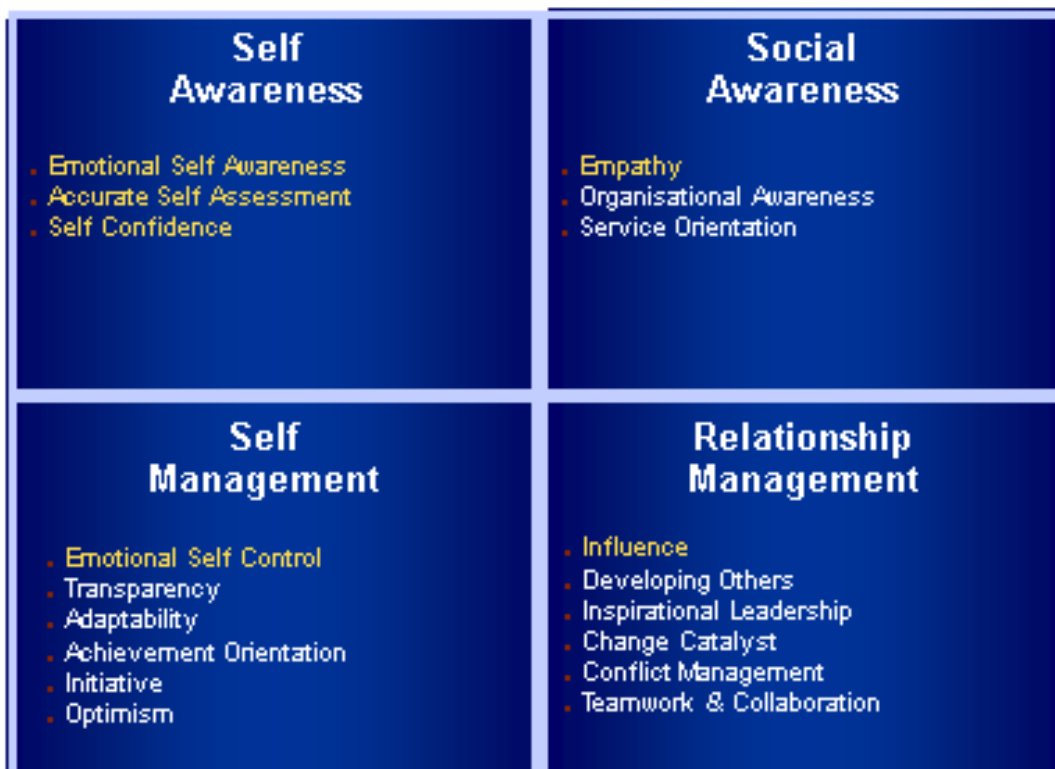 Self
Awareness
. Emotional Self Awareness
. Accurate Self Assessment
. Self Confidence
Social
Awareness
. Empathy
. Organisational Awareness
. Service Orientation
Self
Management
. Emotional Self Control
. Transparency
. Adaptability
. Achievement Orientation
. Initiative
. Optimism
Relationship
Management
. Influence
. Developing Others
. Inspirational Leadership
. Change Catalyst
. Conflict Management
. Teamwork & Collaboration